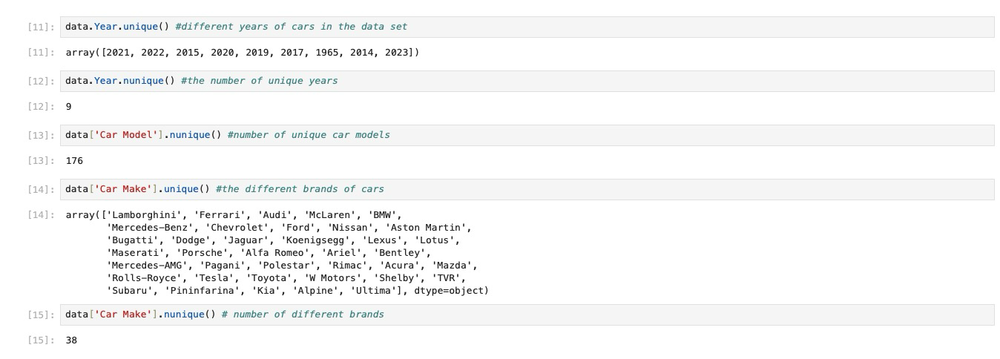 [11]: data.Year.unique() #different years of cars in the data set
[11]: array([2021, 2022, 2015, 2020, 2019, 2017, 1965, 2014, 2023])
[12]: data.Year.nunique() #the number of unique years
[12]: 9
[13]: data['Car Model'].nunique() #number of unique car models
[13]: 176
[14]: data['Car Make'].unique() #the different brands of cars
[14]: array(['Lamborghini', 'Ferrari', 'Audi', 'McLaren', 'BMW',
'Mercedes-Benz', 'Chevrolet', 'Ford', 'Nissan', 'Aston Martin',
'Bugatti', 'Dodge', 'Jaguar', 'Koenigsegg', 'Lexus', 'Lotus',
'Maserati', 'Porsche', 'Alfa Romeo', 'Ariel', 'Bentley',
'Mercedes-AMG', 'Pagani', 'Polestar', 'Rimac', 'Acura', 'Mazda',
'Rolls-Royce', 'Tesla', 'Toyota', 'W Motors', 'Shelby', 'TVR',
'Subaru', 'Pininfarina', 'Kia', 'Alpine', 'Ultima'], dtype=object)
[15]: data['Car Make'].nunique() # number of different brands
[15]: 38